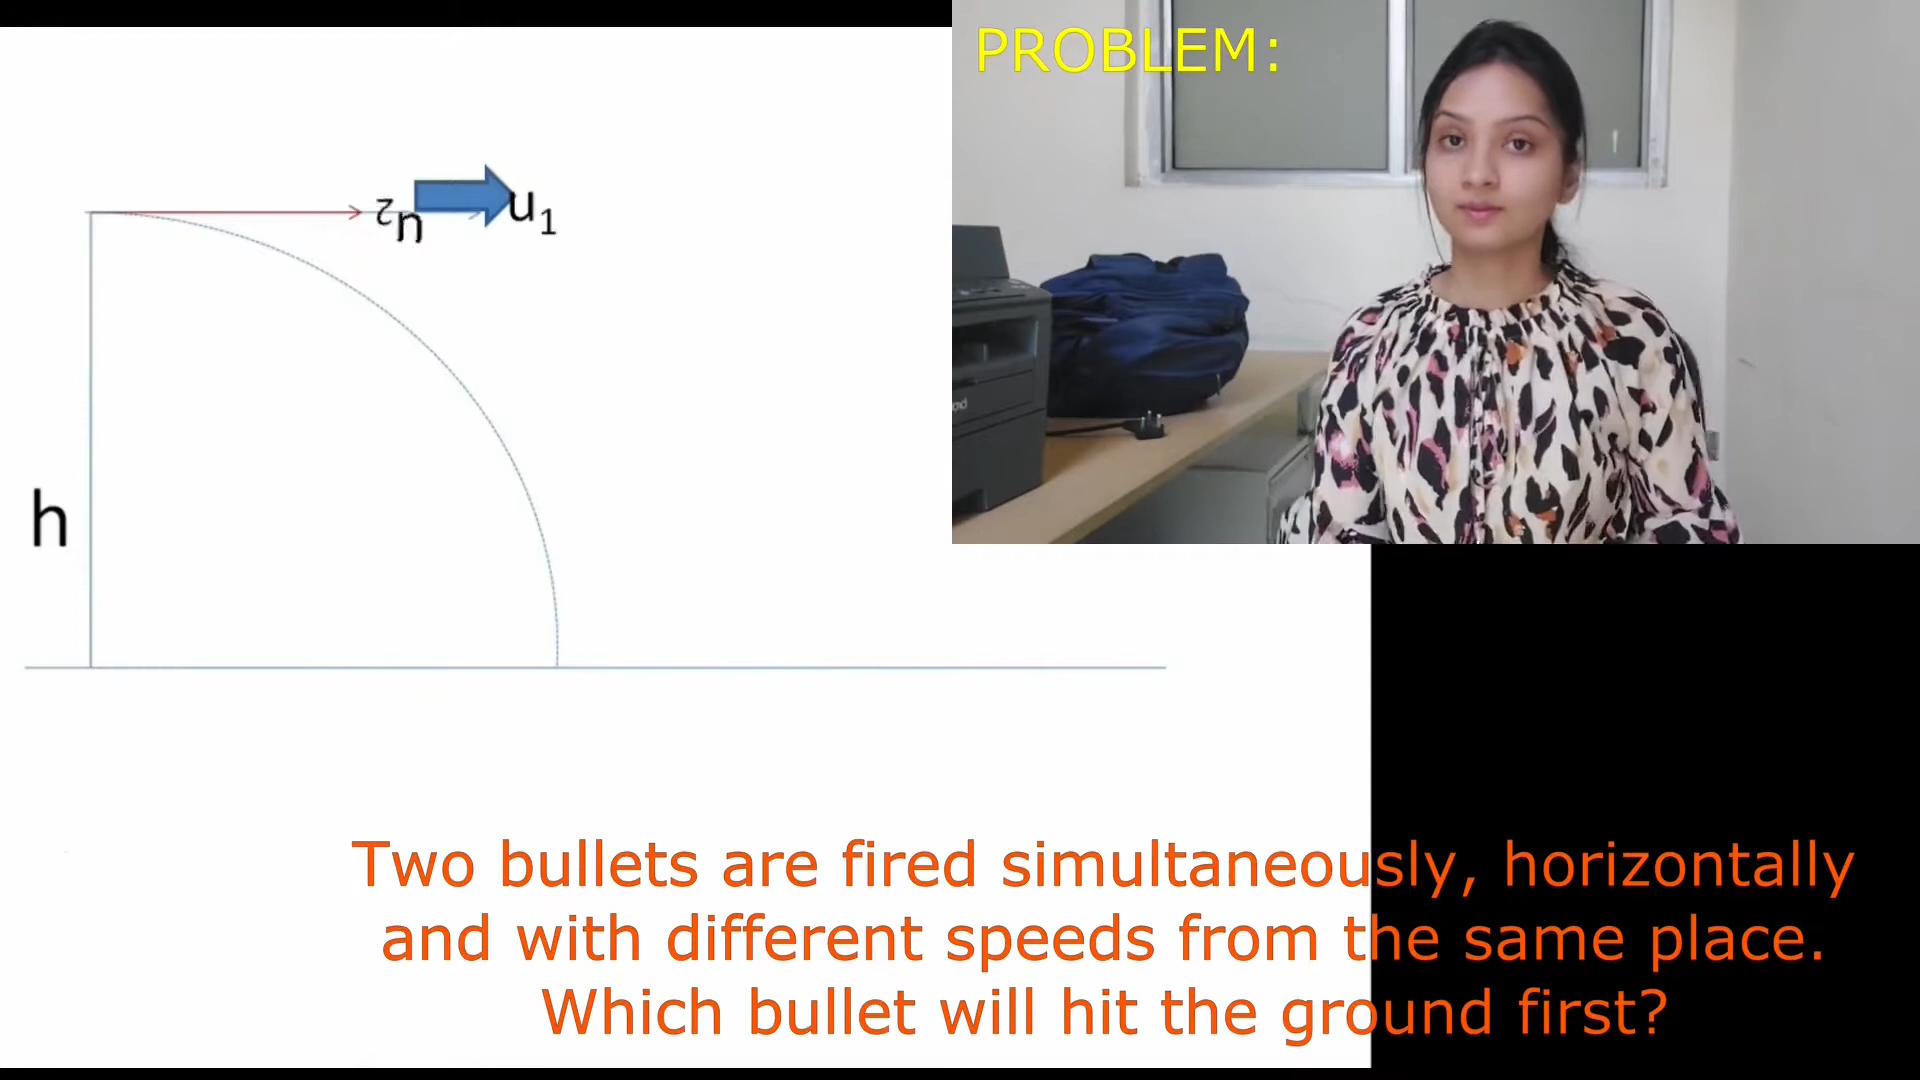 PROBLEM:
u₂
u₁
h
Two bullets are fired simultaneously, horizontally
and with different speeds from the same place.
Which bullet will hit the ground first?